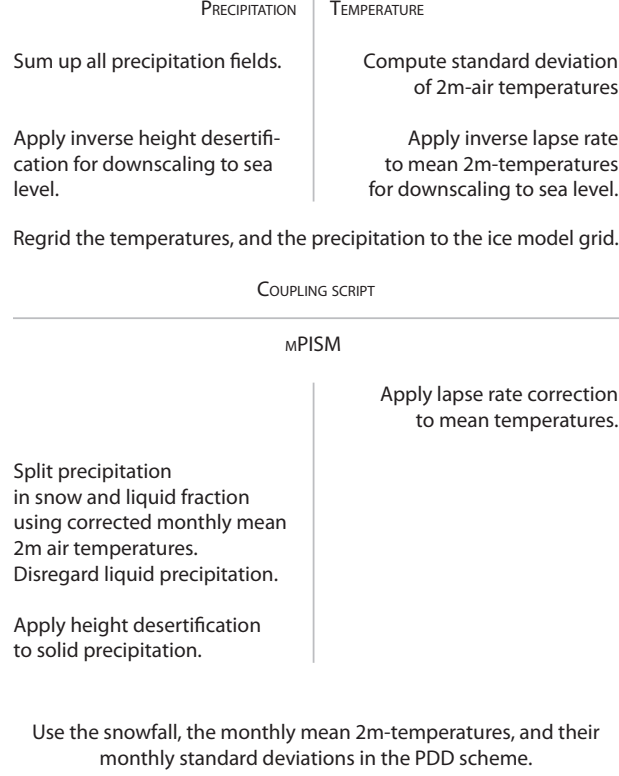 Precipitation
Temperature
Sum up all precipitation fields.
Compute standard deviation
of 2m-air temperatures
Apply inverse height desertifi-
cation for downscaling to sea
level.
Apply inverse lapse rate
to mean 2m-temperatures
for downscaling to sea level.
Regrid the temperatures, and the precipitation to the ice model grid.
Coupling script
mPISM
Apply lapse rate correction
to mean temperatures.
Split precipitation
in snow and liquid fraction
using corrected monthly mean
2m air temperatures.
Disregard liquid precipitation.
Apply height desertification
to solid precipitation.
Use the snowfall, the monthly mean 2m-temperatures, and their
monthly standard deviations in the PDD scheme.